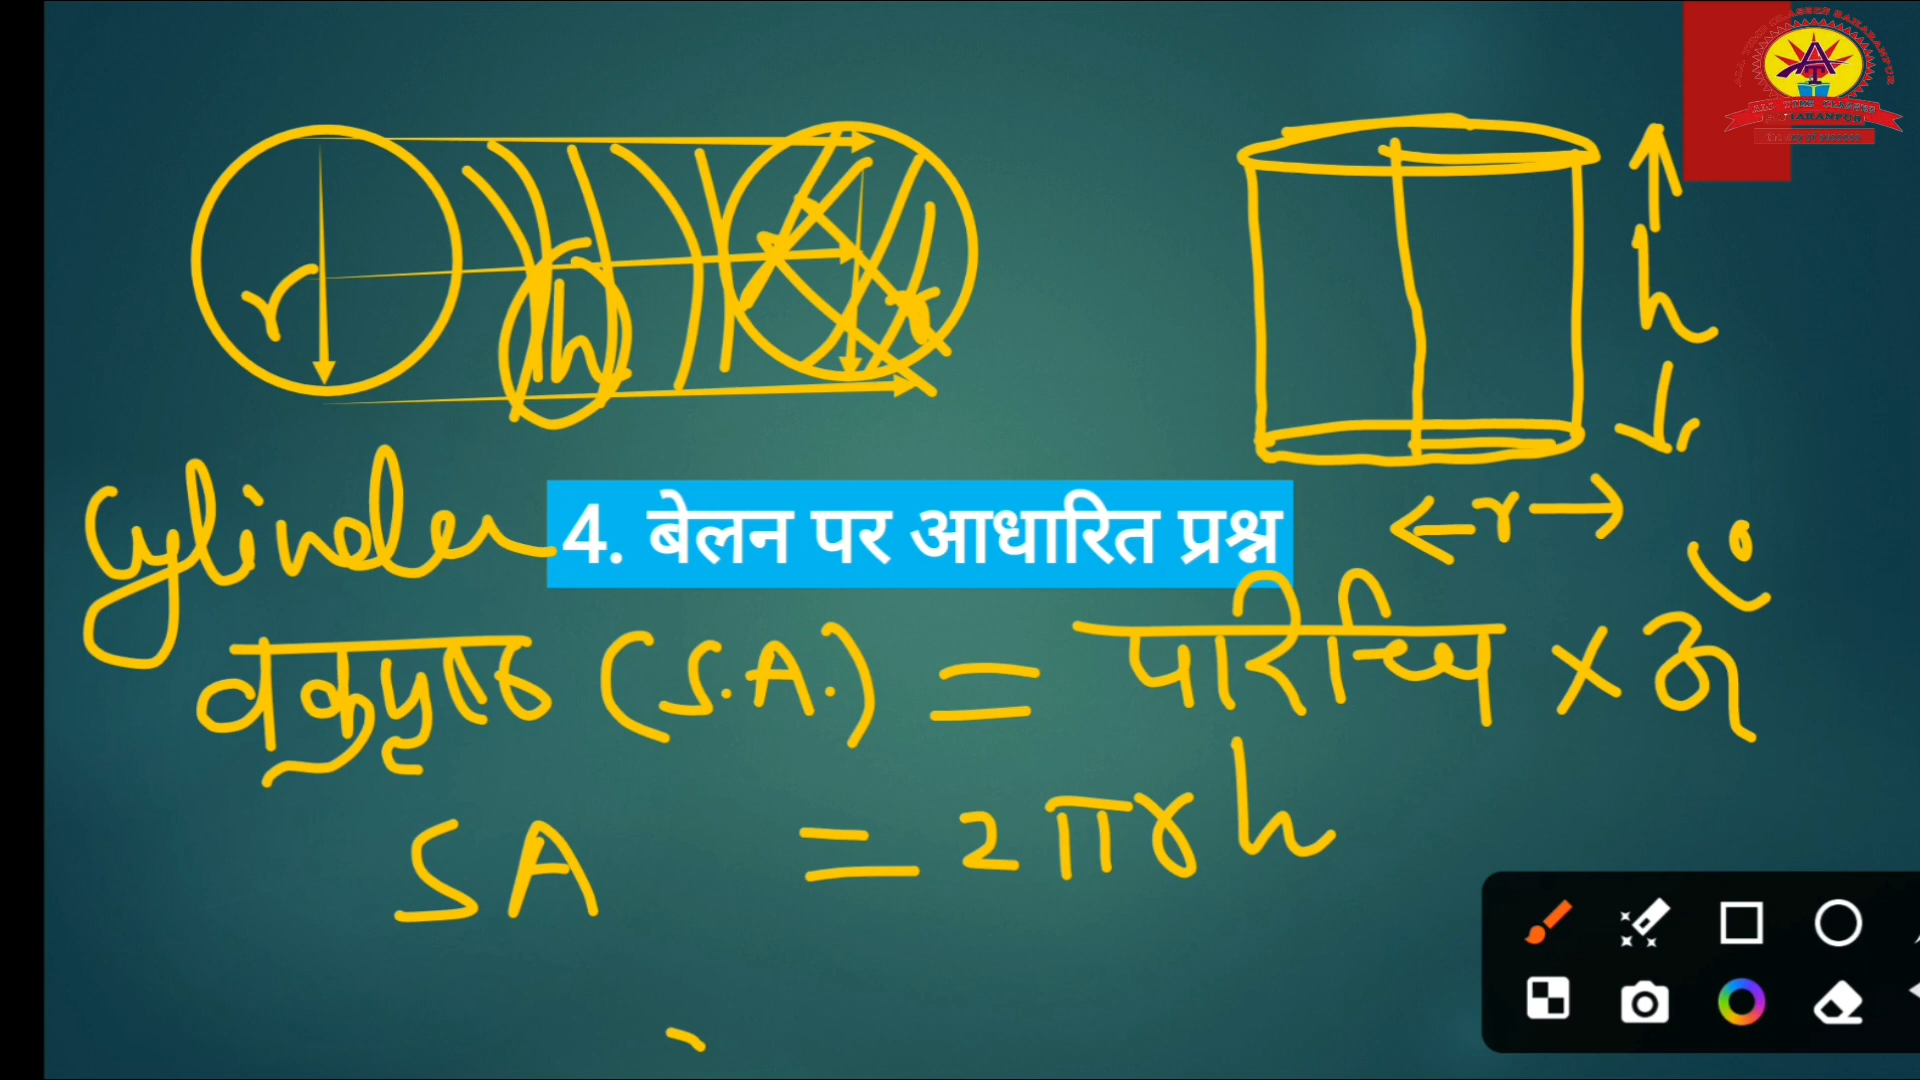 r
h
r
h
Cylinder
4. बेलन पर आधारित प्रश्न
r
वक्रपृष्ठ (S.A.) = परिधि × ऊँ
SA = 2πrh